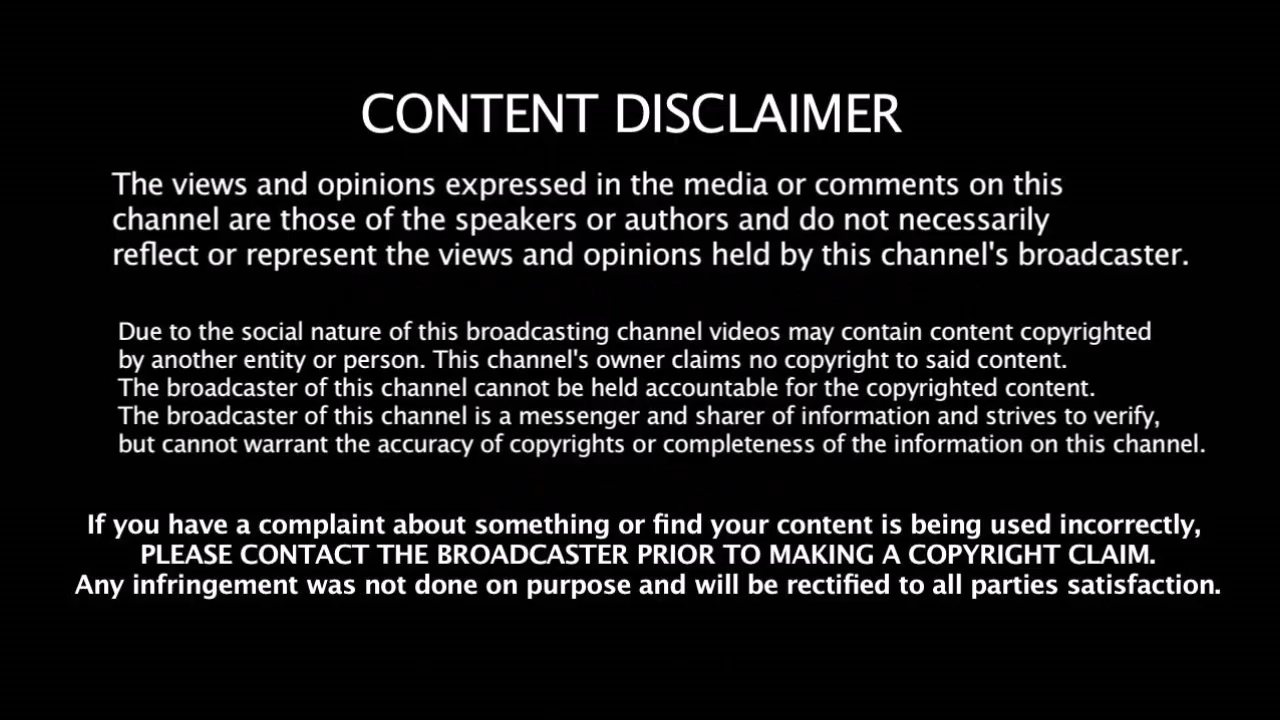 CONTENT DISCLAIMER
The views and opinions expressed in the media or comments on this
channel are those of the speakers or authors and do not necessarily
reflect or represent the views and opinions held by this channel's broadcaster.
Due to the social nature of this broadcasting channel videos may contain content copyrighted
by another entity or person. This channel's owner claims no copyright to said content.
The broadcaster of this channel cannot be held accountable for the copyrighted content.
The broadcaster of this channel is a messenger and sharer of information and strives to verify,
but cannot warrant the accuracy of copyrights or completeness of the information on this channel.
If you have a complaint about something or find your content is being used incorrectly,
PLEASE CONTACT THE BROADCASTER PRIOR TO MAKING A COPYRIGHT CLAIM.
Any infringement was not done on purpose and will be rectified to all parties satisfaction.